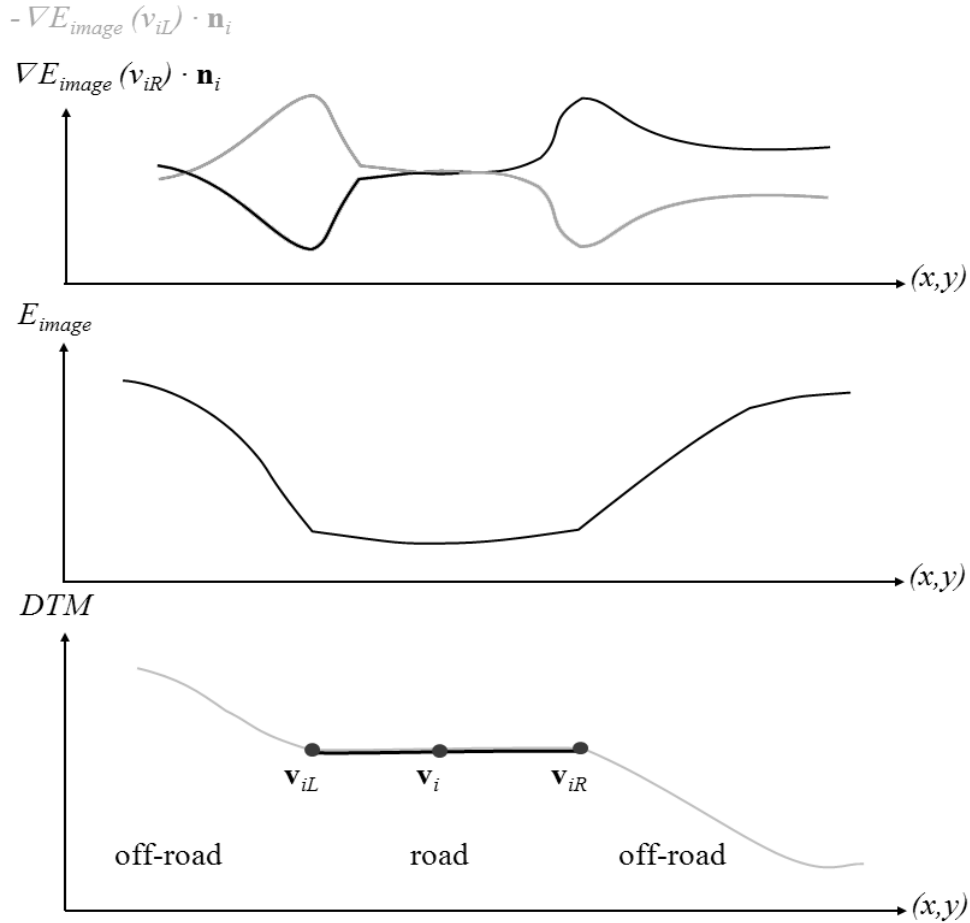 - ∇E_image (v_iL) · n_i
∇E_image (v_iR) · n_i
(x,y)
E_image
(x,y)
DTM
v_iL v_i v_iR
off-road road off-road
(x,y)